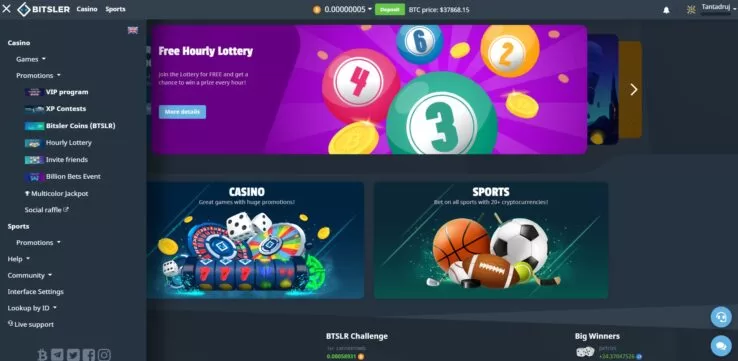 BITSLER
Casino
Sports
0.00000005
Deposit
BTC price: $37868.15
Tantadruj
Casino
Games
Promotions
VIP program
XP Contests
Bitsler Coins (BTSLR)
Hourly Lottery
Invite friends
Billion Bets Event
Multicolor Jackpot
Social raffle
Sports
Promotions
Help
Community
Interface Settings
Lookup by ID
Live support
Free Hourly Lottery
Join the Lottery for FREE and get a
chance to win a prize every hour!
More details
4
6
2
3
CASINO
Great games with huge promotions!
777
SPORTS
Bet on all sports with 20+ cryptocurrencies!
BTSLR Challenge
0.00058931
Big Winners
+24.37047526